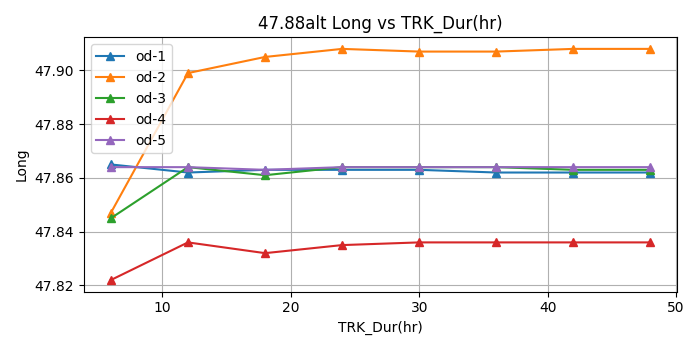 47.88alt Long vs TRK_Dur(hr)
od-1
od-2
od-3
od-4
od-5
47.90
47.88
47.86
47.84
47.82
Long
10
20
30
40
50
TRK_Dur(hr)